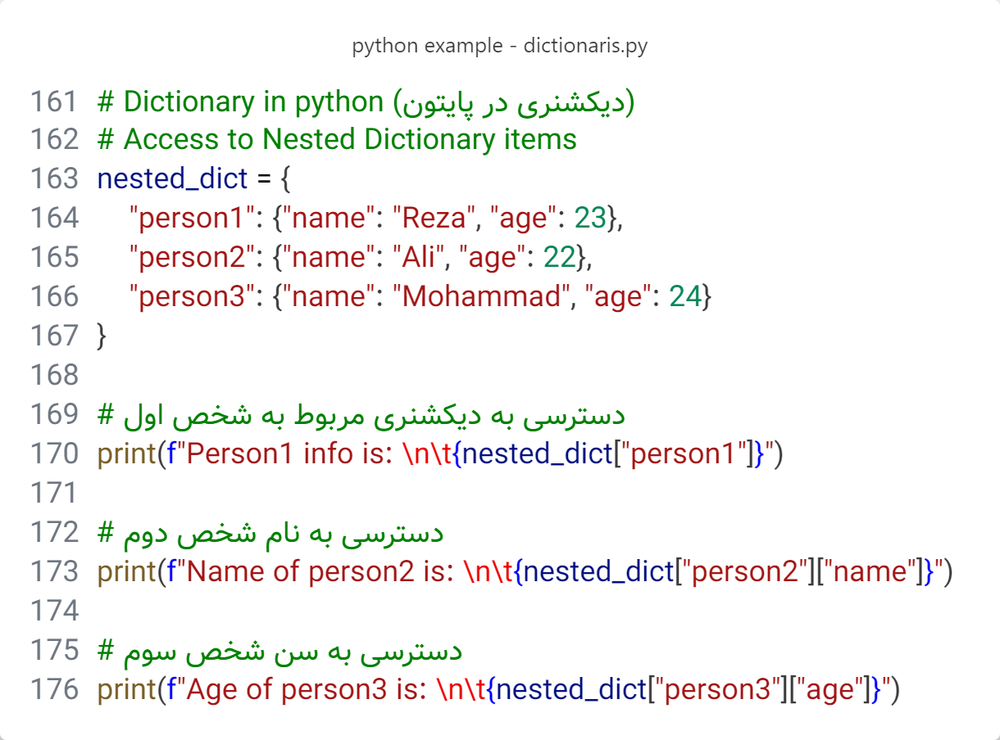 python example - dictionaris.py
161 # Dictionary in python (دیکشنری در پایتون)
162 # Access to Nested Dictionary items
163 nested_dict = {
164     "person1": {"name": "Reza", "age": 23},
165     "person2": {"name": "Ali", "age": 22},
166     "person3": {"name": "Mohammad", "age": 24}
167 }
168
169 # دسترسی به دیکشنری مربوط به شخص اول
170 print(f"Person1 info is: \n\t{nested_dict["person1"]}")
171
172 # دسترسی به نام شخص دوم
173 print(f"Name of person2 is: \n\t{nested_dict["person2"]["name"]}")
174
175 # دسترسی به سن شخص سوم
176 print(f"Age of person3 is: \n\t{nested_dict["person3"]["age"]}")